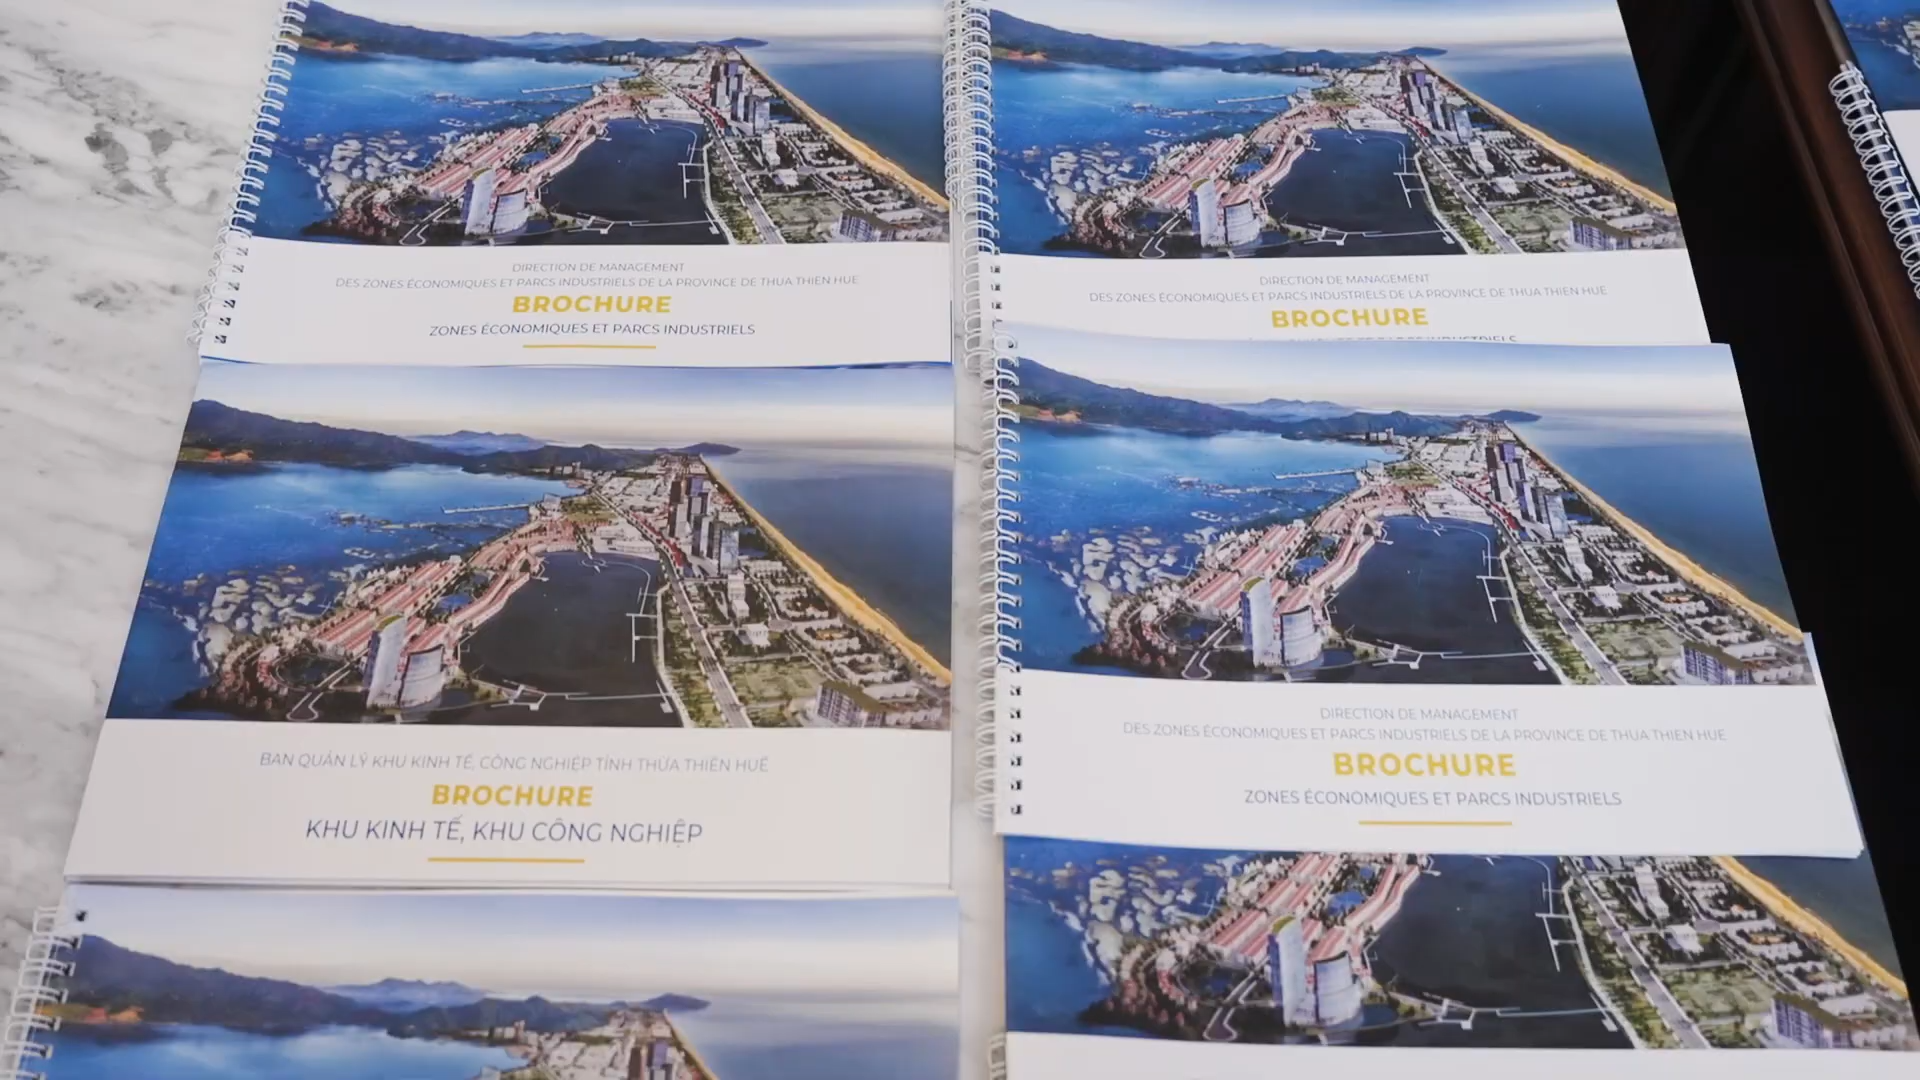 DIRECTION DE MANAGEMENT
DES ZONES ÉCONOMIQUES ET PARCS INDUSTRIELS DE LA PROVINCE DE THUA THIEN HUE
BROCHURE
ZONES ÉCONOMIQUES ET PARCS INDUSTRIELS
DIRECTION DE MANAGEMENT
DES ZONES ÉCONOMIQUES ET PARCS INDUSTRIELS DE LA PROVINCE DE THUA THIEN HUE
BROCHURE
BAN QUẢN LÝ KHU KINH TẾ, CÔNG NGHIỆP TỈNH THỪA THIÊN HUẾ
BROCHURE
KHU KINH TẾ, KHU CÔNG NGHIỆP
DIRECTION DE MANAGEMENT
DES ZONES ÉCONOMIQUES ET PARCS INDUSTRIELS DE LA PROVINCE DE THUA THIEN HUE
BROCHURE
ZONES ÉCONOMIQUES ET PARCS INDUSTRIELS